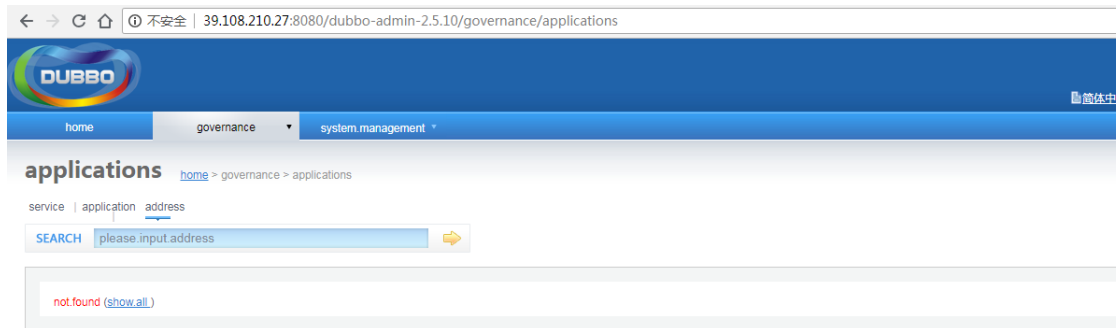 不安全 | 39.108.210.27:8080/dubbo-admin-2.5.10/governance/applications
DUBBO
简体中
home governance system.management
applications home > governance > applications
service | application address
SEARCH please.input.address
not.found (show.all )